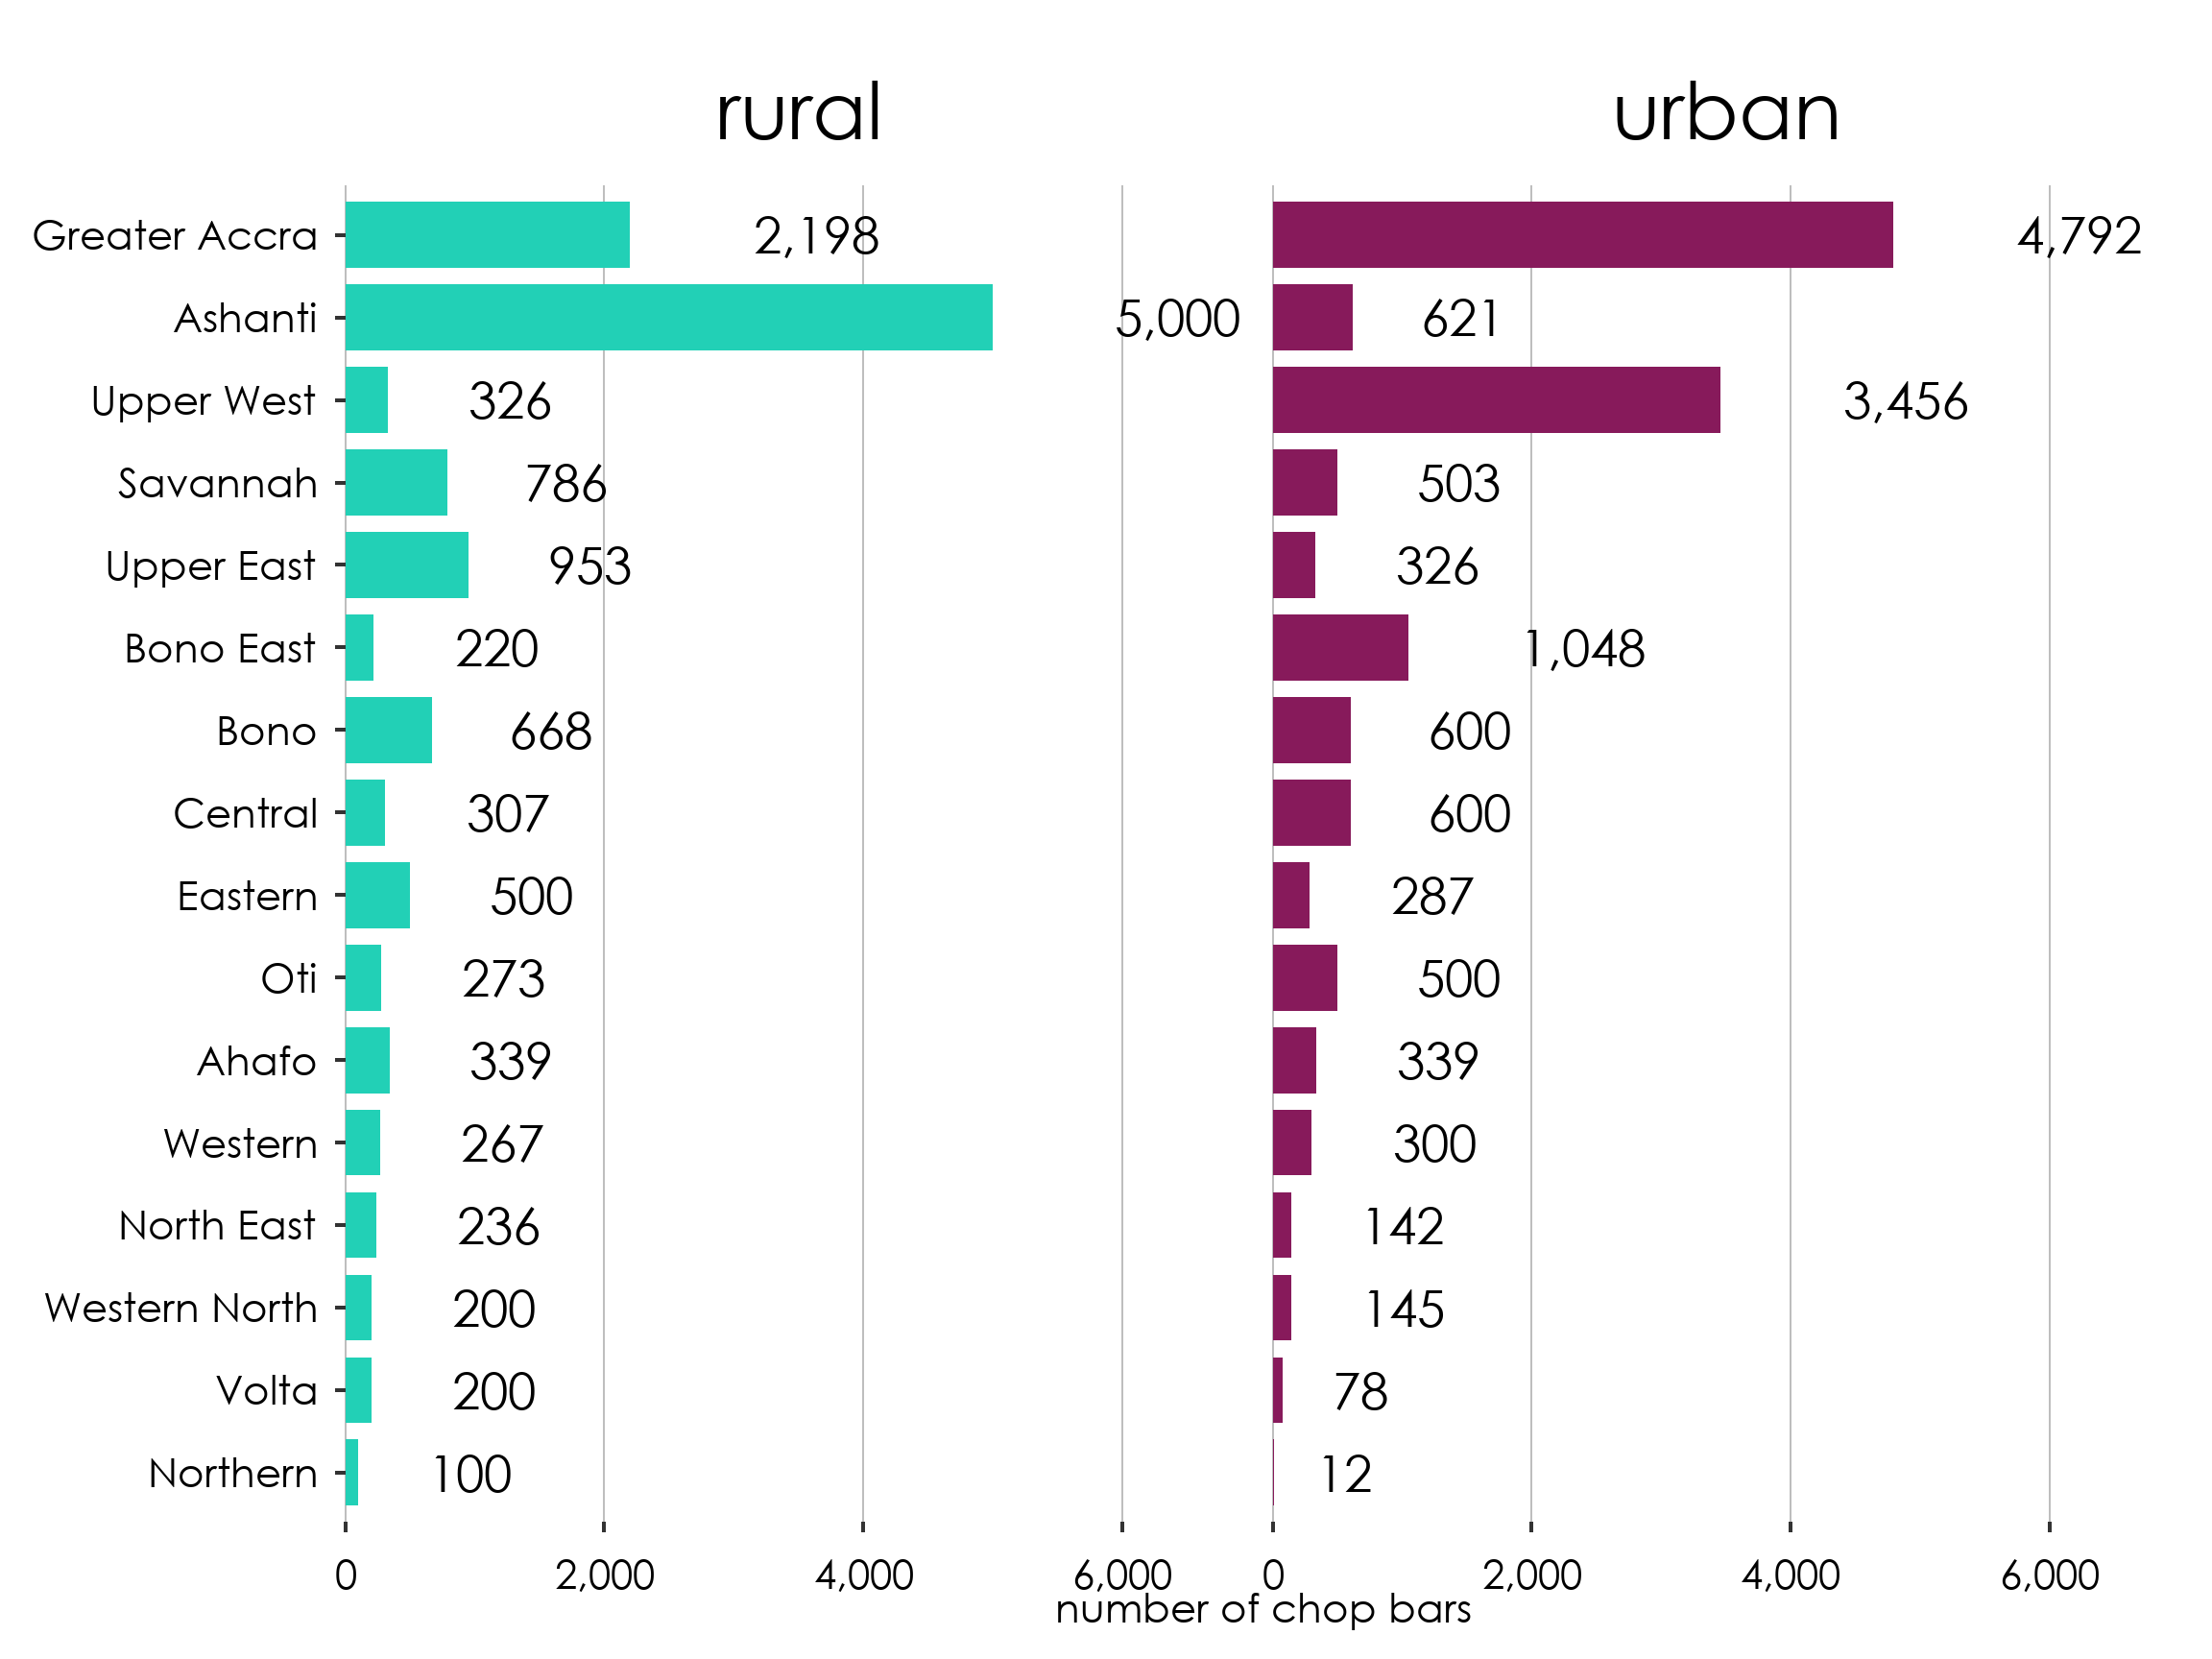 rural urban
Greater Accra 2,198 4,792
Ashanti 5,000 621
Upper West 326 3,456
Savannah 786 503
Upper East 953 326
Bono East 220 1,048
Bono 668 600
Central 307 600
Eastern 500 287
Oti 273 500
Ahafo 339 339
Western 267 300
North East 236 142
Western North 200 145
Volta 200 78
Northern 100 12
0 2,000 4,000 6,000 0 2,000 4,000 6,000
number of chop bars